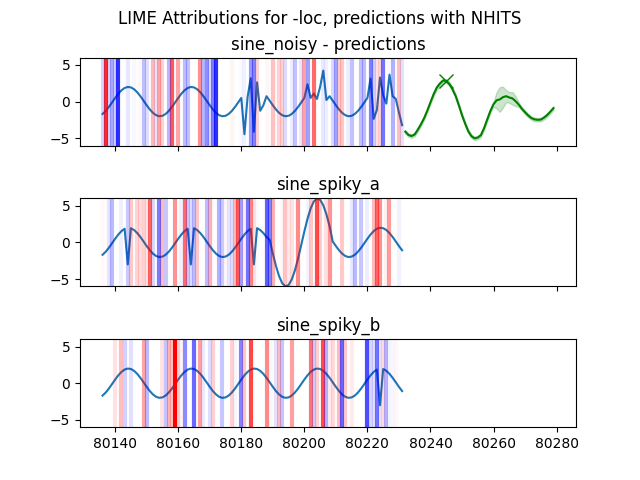 LIME Attributions for -loc, predictions with NHITS
sine_noisy - predictions
5
0
−5
sine_spiky_a
5
0
−5
sine_spiky_b
5
0
−5
80140 80160 80180 80200 80220 80240 80260 80280